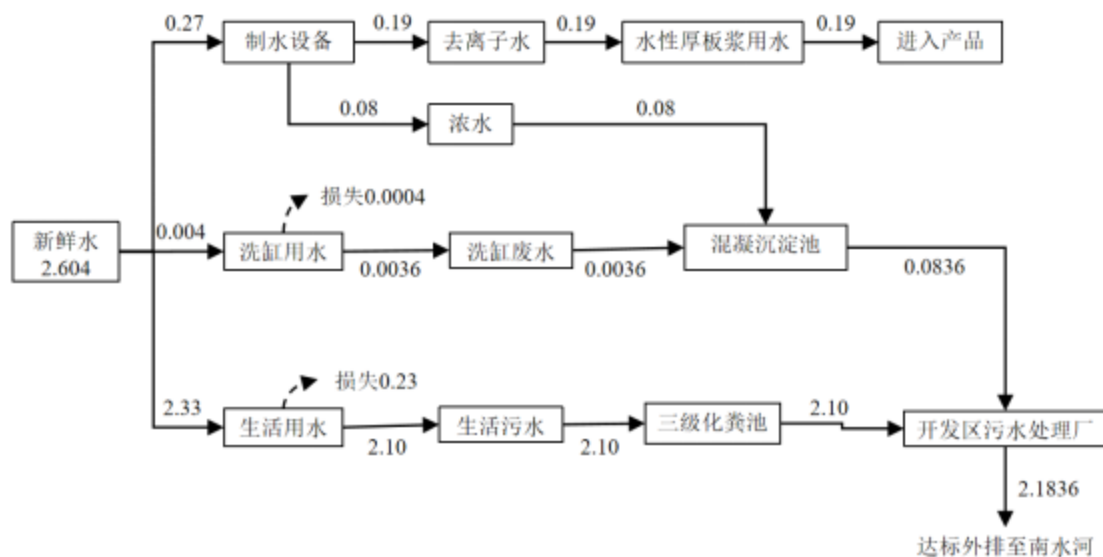 0.27
制水设备
0.19
去离子水
0.19
水性厚板浆用水
0.19
进入产品
0.08
浓水
0.08
损失0.0004
新鲜水
2.604
0.004
洗缸用水
0.0036
洗缸废水
0.0036
混凝沉淀池
0.0836
损失0.23
2.33
生活用水
2.10
生活污水
2.10
三级化粪池
2.10
开发区污水处理厂
2.1836
达标外排至南水河